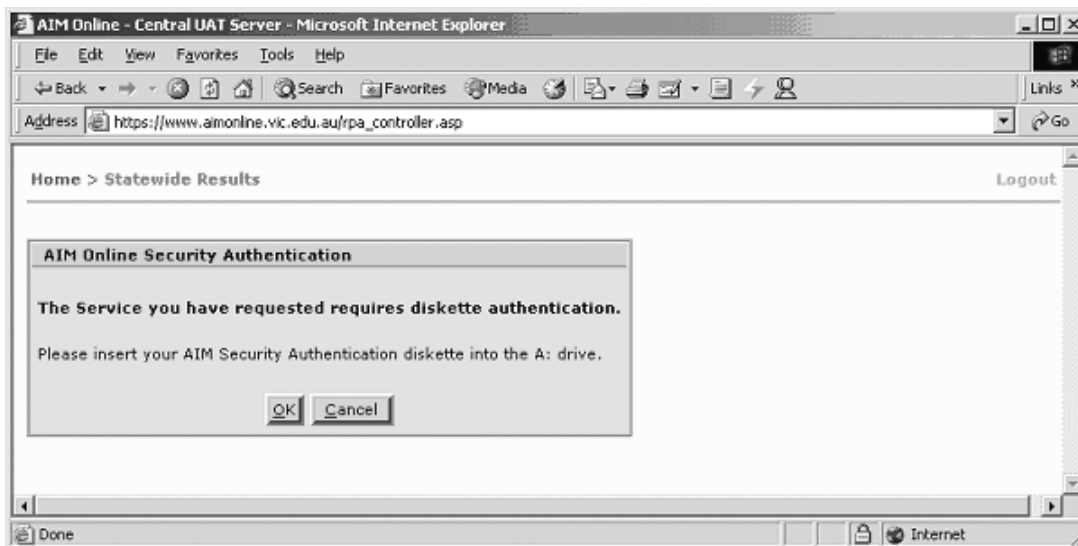 AIM Online - Central UAT Server - Microsoft Internet Explorer
File Edit View Favorites Tools Help
Back Search Favorites Media Links »
Address https://www.aimonline.vic.edu.au/rpa_controller.asp Go
Home > Statewide Results Logout
AIM Online Security Authentication
The Service you have requested requires diskette authentication.
Please insert your AIM Security Authentication diskette into the A: drive.
OK Cancel
Done Internet